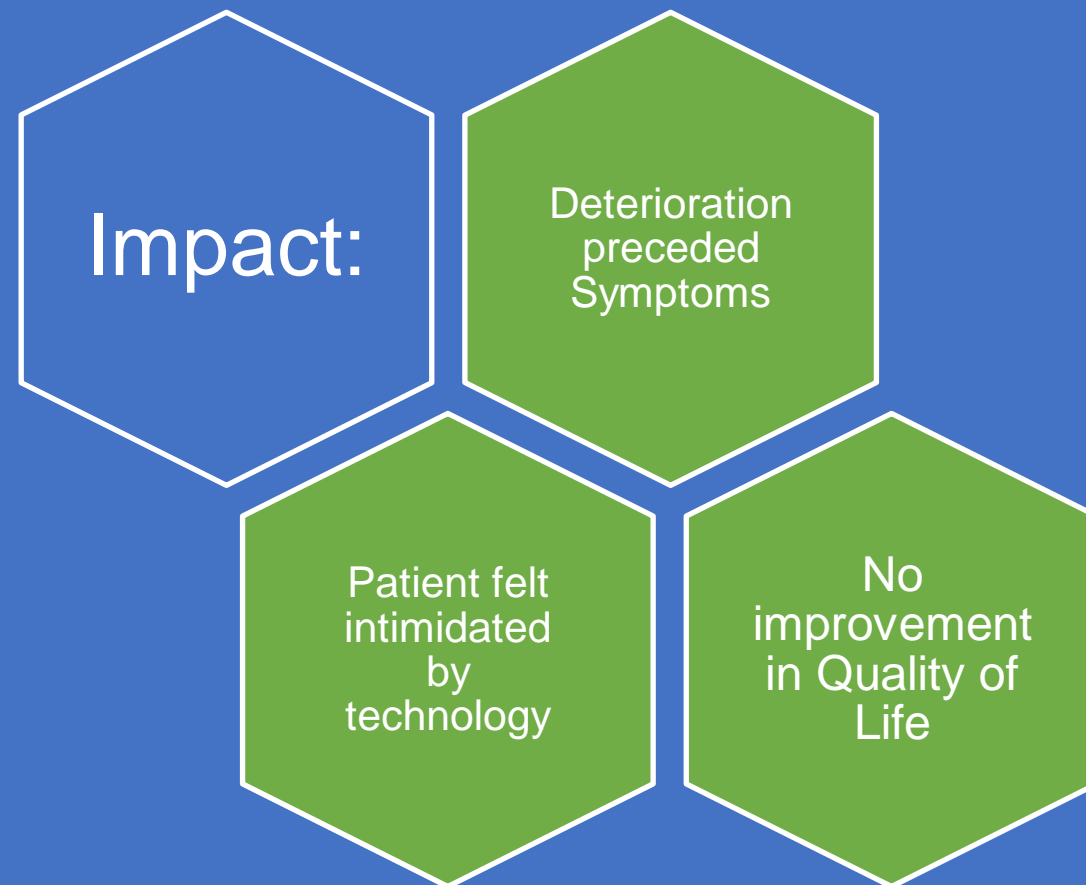 Impact:
Deterioration
preceded
Symptoms
Patient felt
intimidated
by
technology
No
improvement
in Quality of
Life